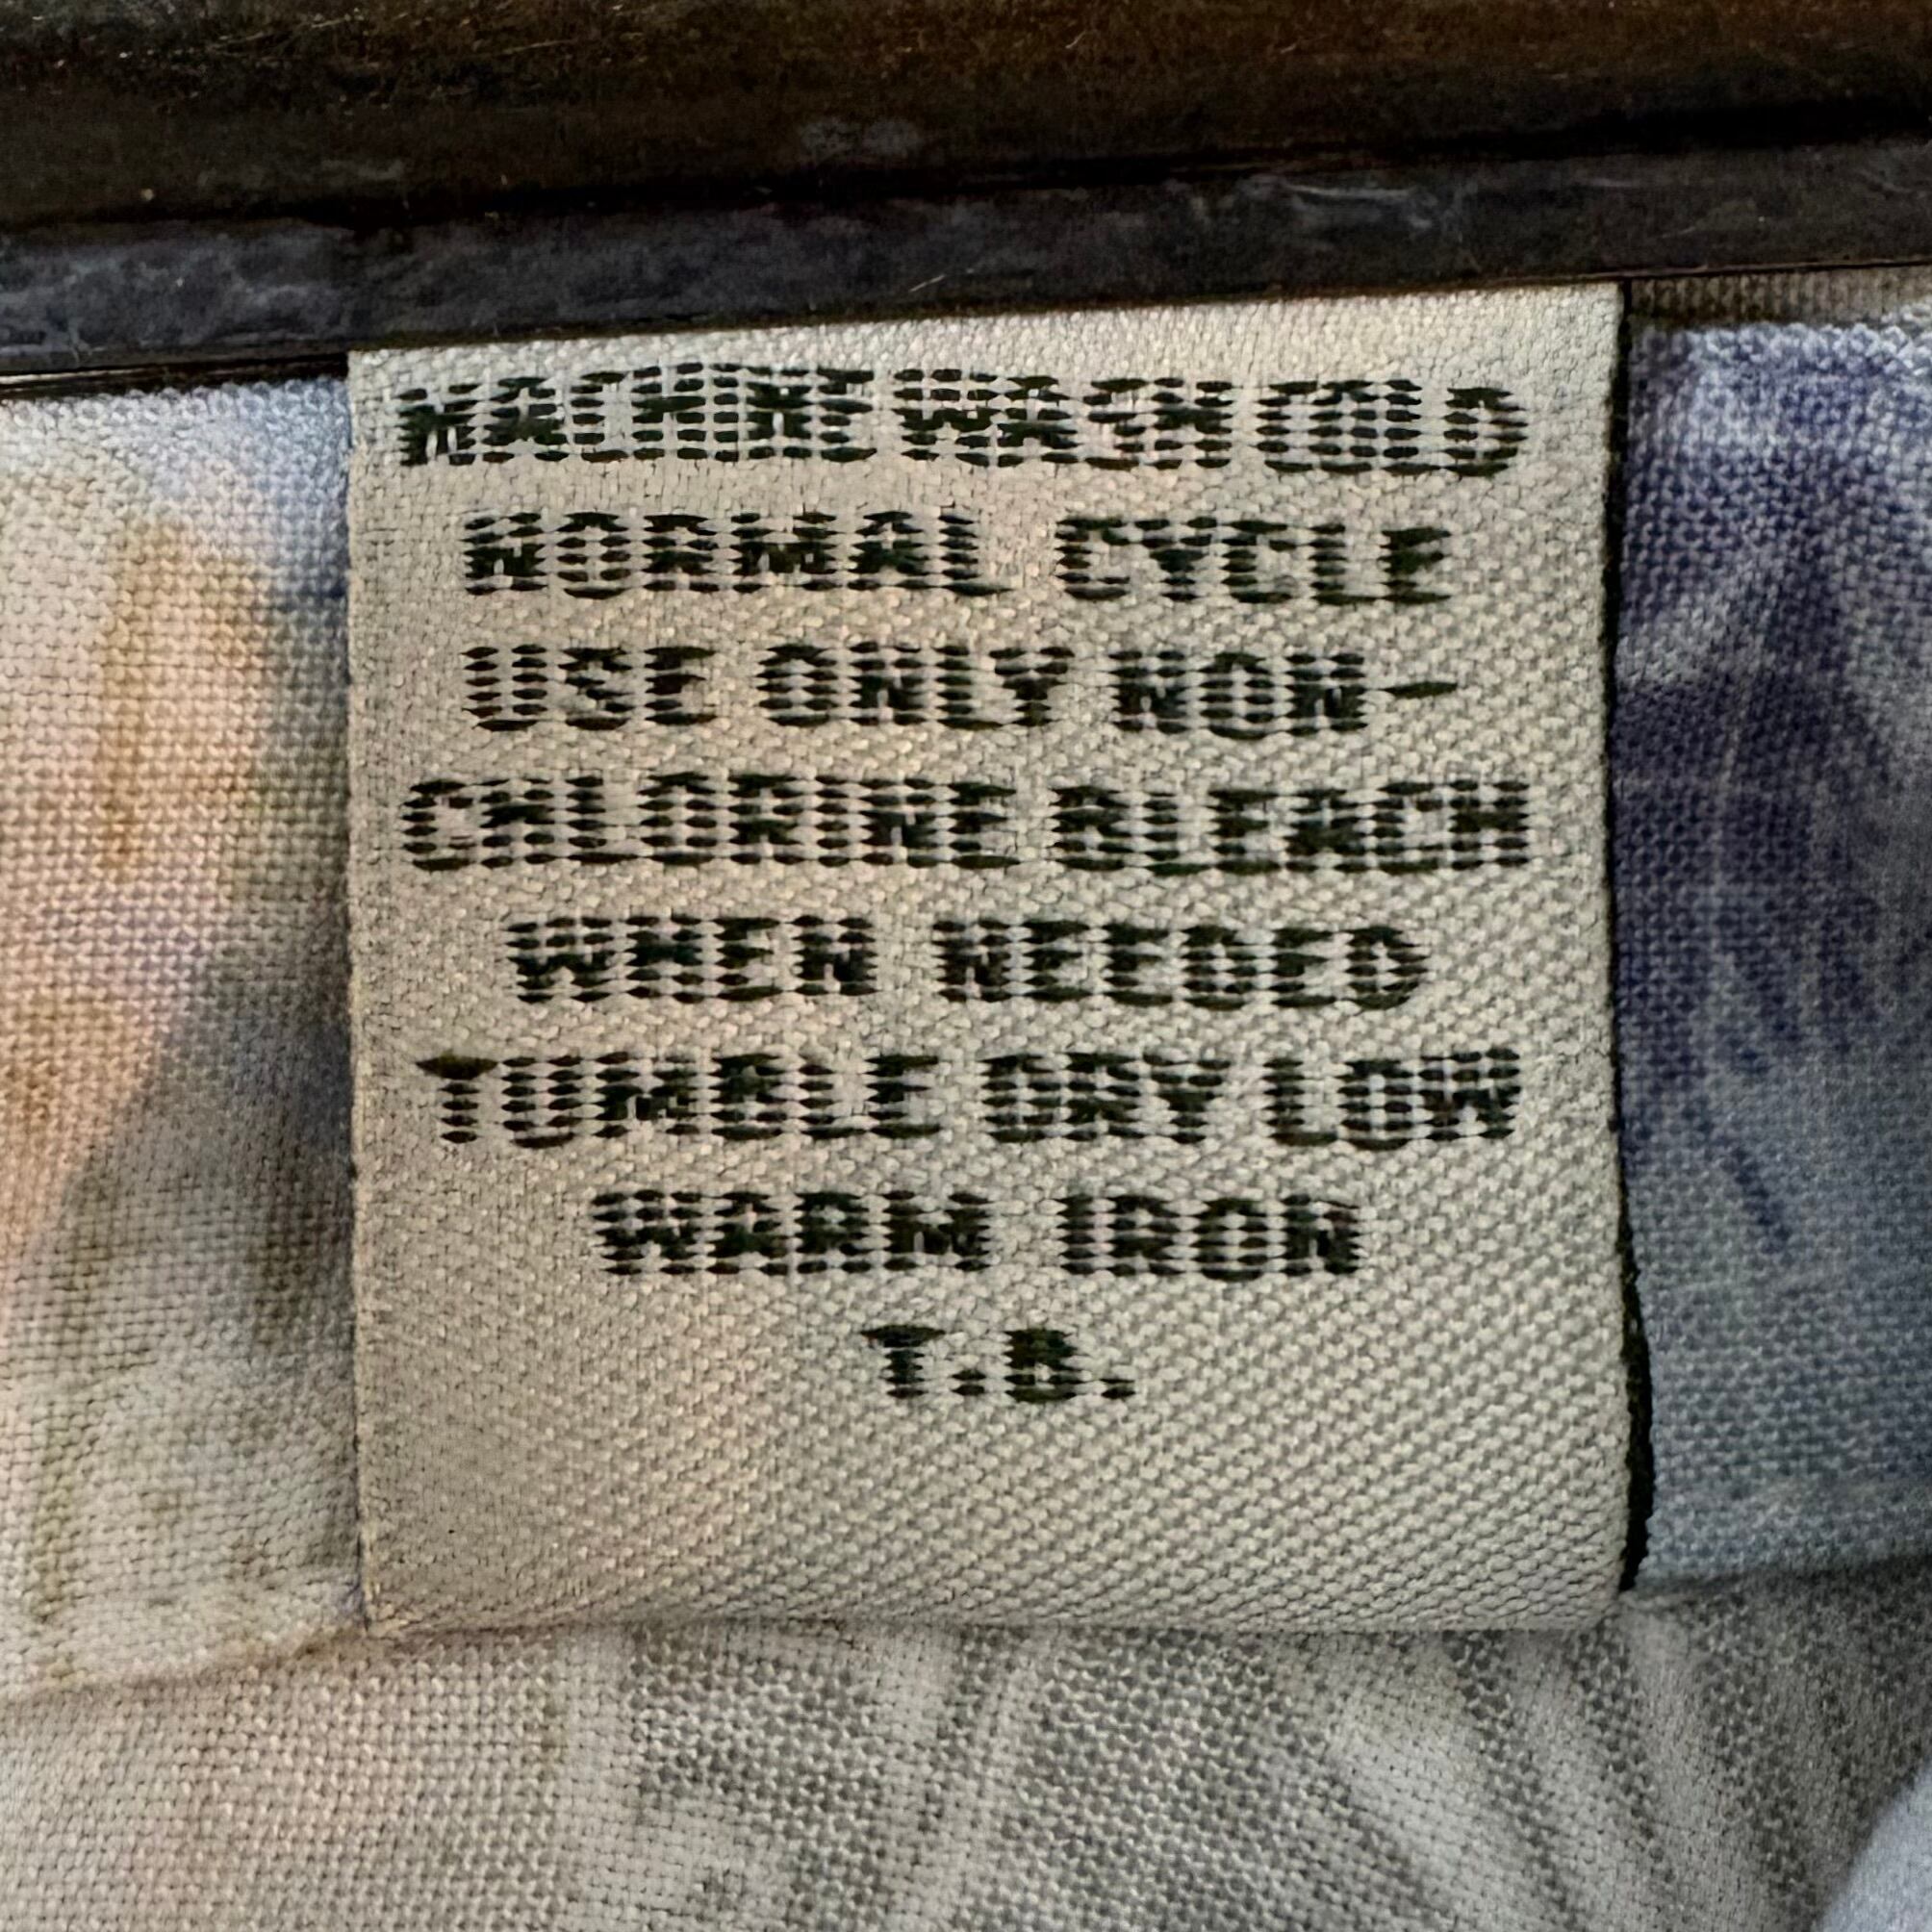 MACHINE WASH COLD
NORMAL CYCLE
USE ONLY NON-
CHLORINE BLEACH
WHEN NEEDED
TUMBLE DRY LOW
WARM IRON
T.B.